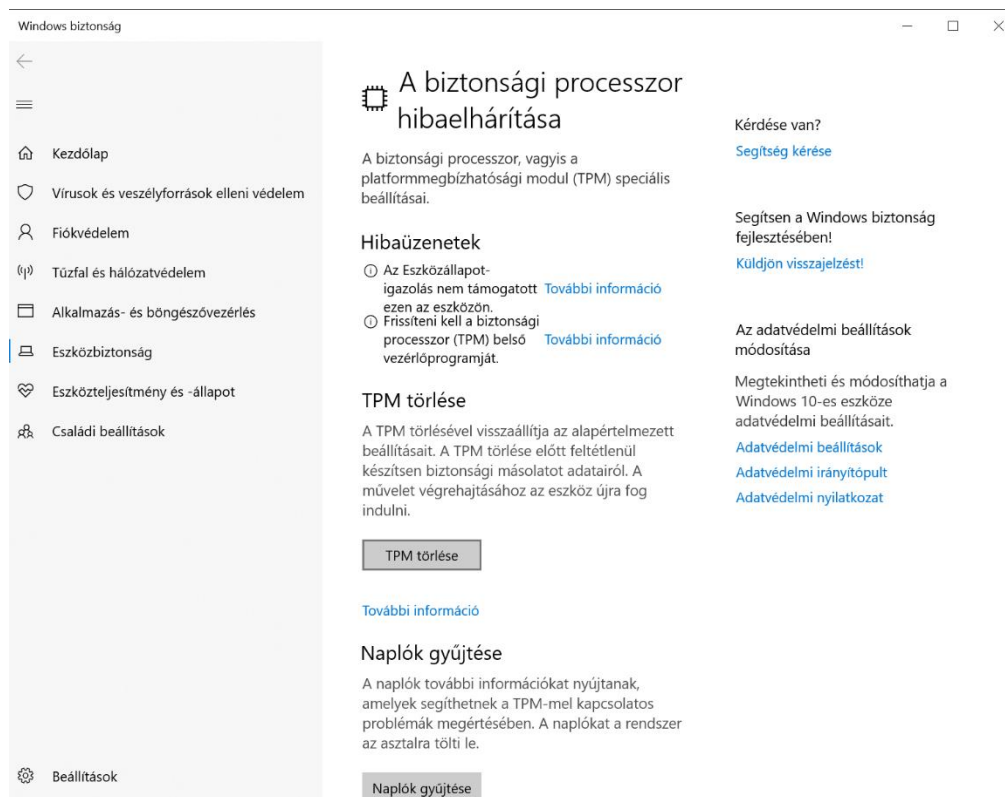 Windows biztonság
Kezdőlap
Vírusok és veszélyforrások elleni védelem
Fiókvédelem
Tűzfal és hálózatvédelem
Alkalmazás- és böngészővezérlés
Eszközbiztonság
Eszközteljesítmény és -állapot
Családi beállítások
Beállítások
A biztonsági processzor
hibaelhárítása
A biztonsági processzor, vagyis a
platformmegbízhatósági modul (TPM) speciális
beállításai.
Hibaüzenetek
Az Eszközállapot-
igazolás nem támogatott
ezen az eszközön.
További információ
Frissíteni kell a biztonsági
processzor (TPM) belső
vezérlőprogramját.
További információ
TPM törlése
A TPM törlésével visszaállítja az alapértelmezett
beállításait. A TPM törlése előtt feltétlenül
készítsen biztonsági másolatot adatairól. A
művelet végrehajtásához az eszköz újra fog
indulni.
TPM törlése
További információ
Naplók gyűjtése
A naplók további információkat nyújtanak,
amelyek segíthetnek a TPM-mel kapcsolatos
problémák megértésében. A naplókat a rendszer
az asztalra tölti le.
Naplók gyűjtése
Kérdése van?
Segítség kérése
Segítsen a Windows biztonság
fejlesztésében!
Küldjön visszajelzést!
Az adatvédelmi beállítások
módosítása
Megtekintheti és módosíthatja a
Windows 10-es eszköze
adatvédelmi beállításait.
Adatvédelmi beállítások
Adatvédelmi irányítópult
Adatvédelmi nyilatkozat